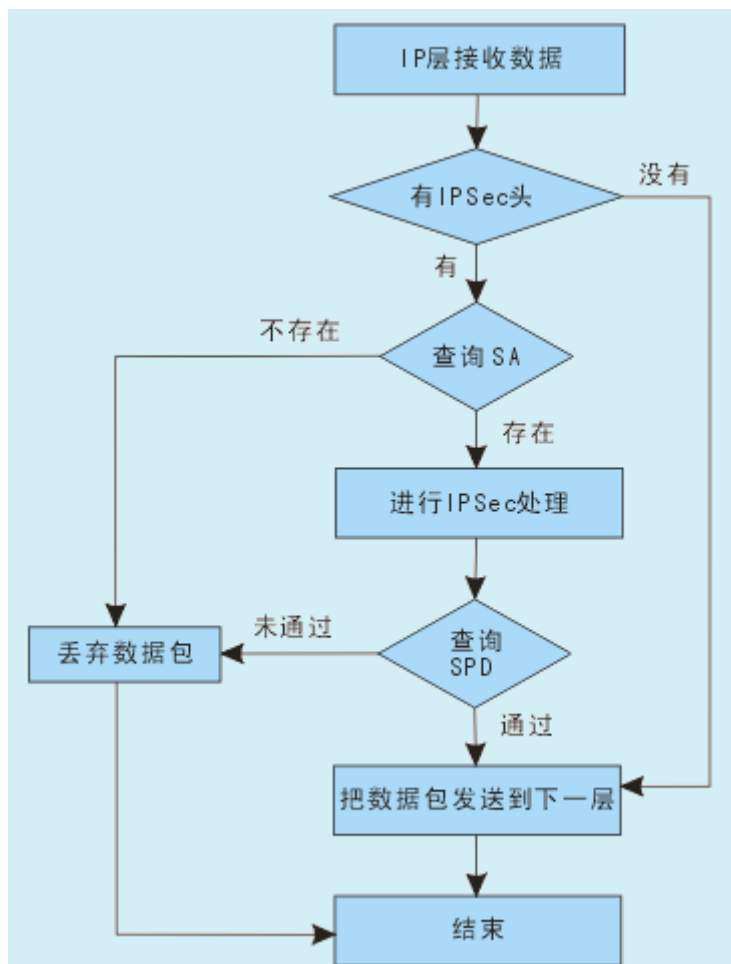 IP层接收数据
有IPSec头
没有
有
不存在
查询SA
存在
进行IPSec处理
未通过
丢弃数据包
查询
SPD
通过
把数据包发送到下一层
结束